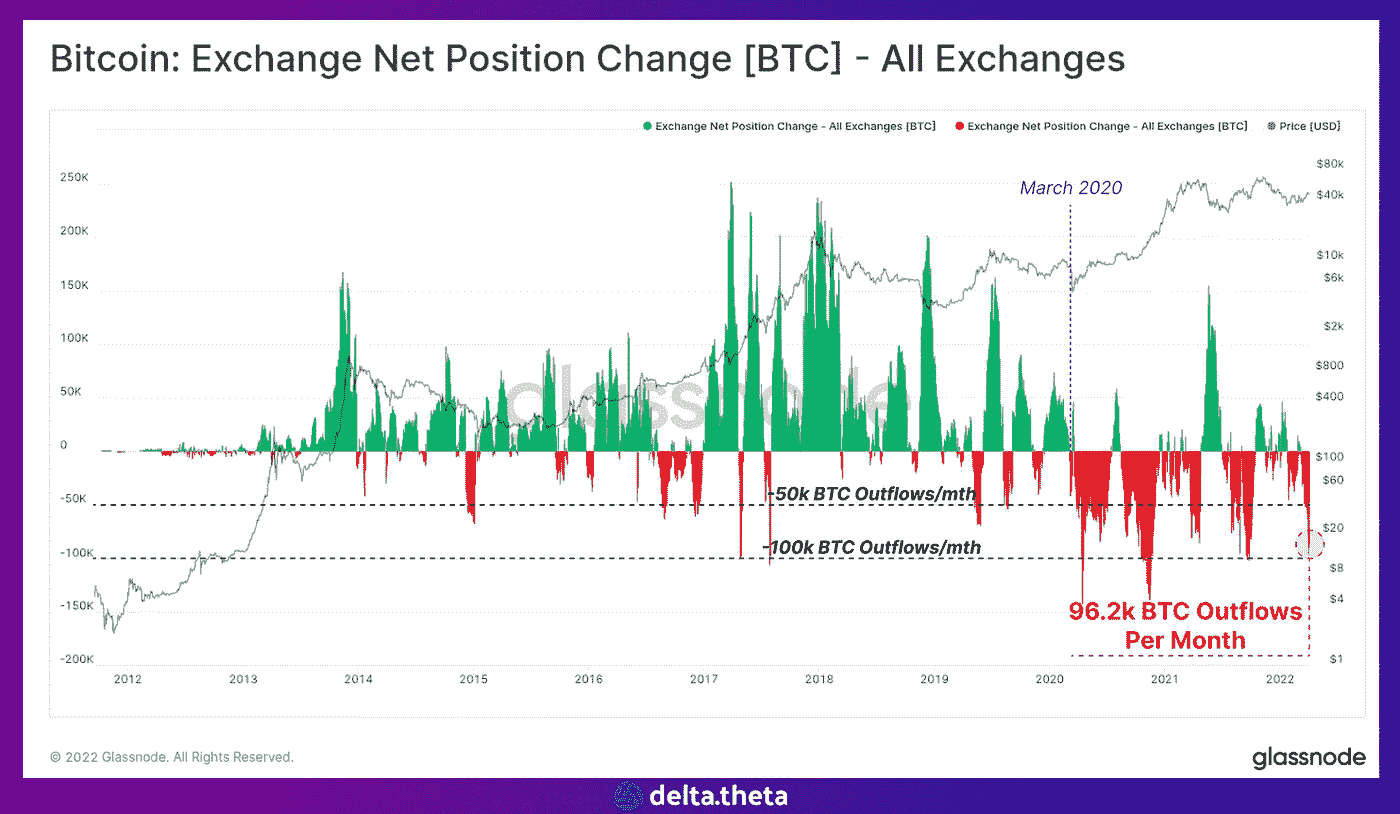 Bitcoin: Exchange Net Position Change [BTC] - All Exchanges
Exchange Net Position Change - All Exchanges [BTC] Exchange Net Position Change - All Exchanges [BTC] Price [USD]
250K
200K
150K
100K
50K
0
-50K
-100K
-150K
-200K
$80k
$40k
$10k
$6k
$2k
$800
$400
$100
$60
$20
$8
$4
$1
March 2020
glassnode
-50k BTC Outflows/mth
-100k BTC Outflows/mth
96.2k BTC Outflows
Per Month
2012 2013 2014 2015 2016 2017 2018 2019 2020 2021 2022
© 2022 Glassnode. All Rights Reserved.
glassnode
delta.theta